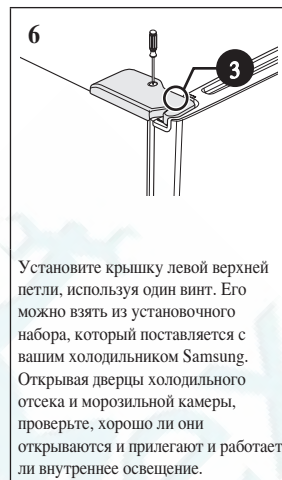 6
3
Установите крышку левой верхней
петли, используя один винт. Его
можно взять из установочного
набора, который поставляется с
вашим холодильником Samsung.
Открывая дверцы холодильного
отсека и морозильной камеры,
проверьте, хорошо ли они
открываются и прилегают и работает
ли внутреннее освещение.